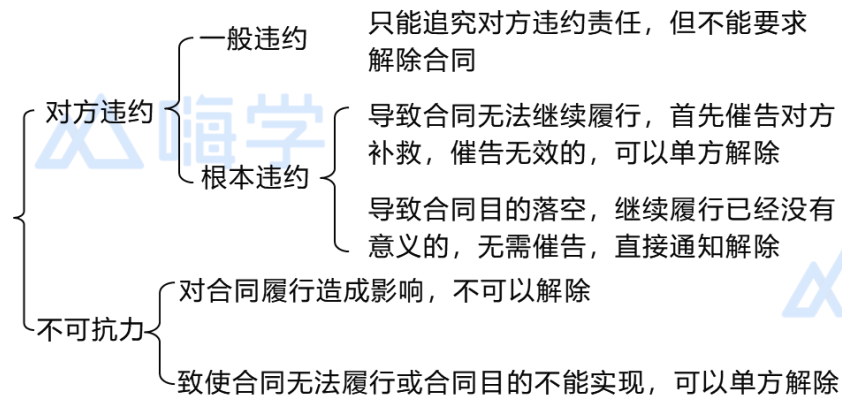 一般违约
只能追究对方违约责任，但不能要求
解除合同
对方违约
嗨学
导致合同无法继续履行，首先催告对方
补救，催告无效的，可以单方解除
根本违约
导致合同目的落空，继续履行已经没有
意义的，无需催告，直接通知解除
对合同履行造成影响，不可以解除
不可抗力
致使合同无法履行或合同目的不能实现，可以单方解除